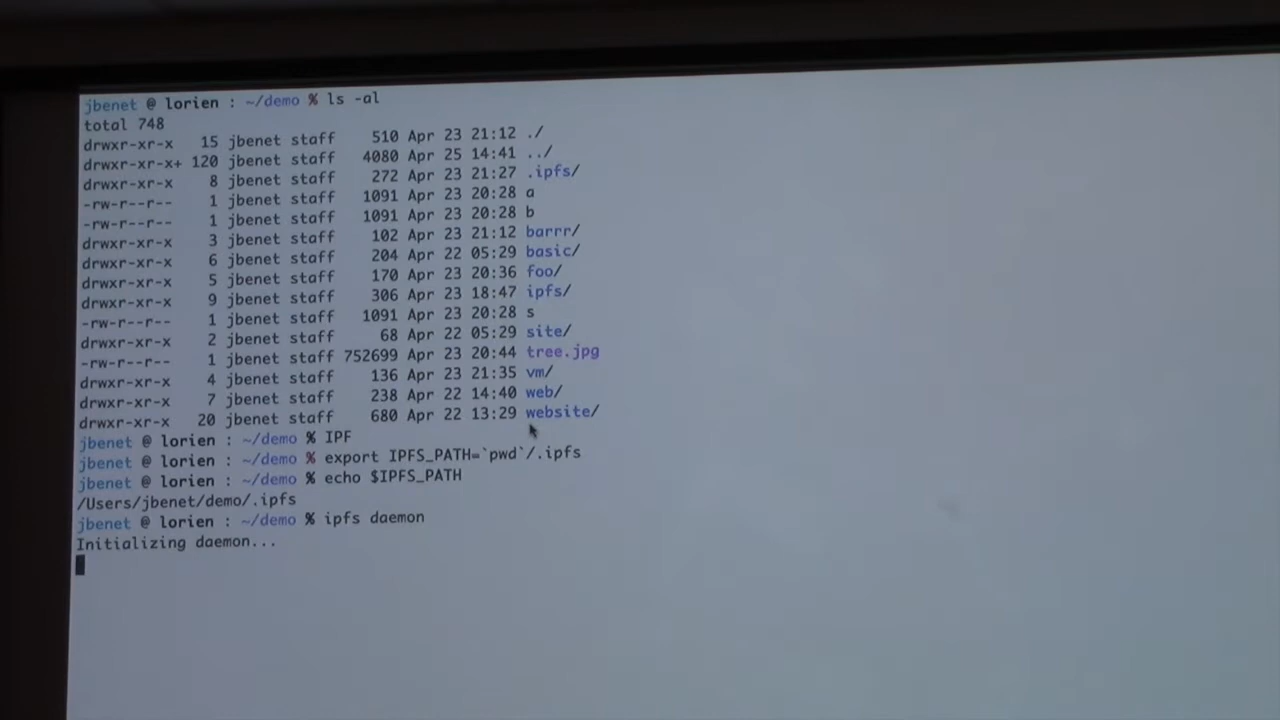 jbenet @ lorien : ~/demo % ls -al
total 748
drwxr-xr-x 15 jbenet staff 510 Apr 23 21:12 ./
drwxr-xr-x+ 120 jbenet staff 4080 Apr 25 14:41 ../
drwxr-xr-x 8 jbenet staff 272 Apr 23 21:27 .ipfs/
-rw-r--r-- 1 jbenet staff 1091 Apr 23 20:28 a
-rw-r--r-- 1 jbenet staff 1091 Apr 23 20:28 b
drwxr-xr-x 3 jbenet staff 102 Apr 23 21:12 barrr/
drwxr-xr-x 6 jbenet staff 204 Apr 22 05:29 basic/
drwxr-xr-x 5 jbenet staff 170 Apr 23 20:36 foo/
drwxr-xr-x 9 jbenet staff 306 Apr 23 18:47 ipfs/
-rw-r--r-- 1 jbenet staff 1091 Apr 23 20:28 s
drwxr-xr-x 2 jbenet staff 68 Apr 22 05:29 site/
-rw-r--r-- 1 jbenet staff 752699 Apr 23 20:44 tree.jpg
drwxr-xr-x 4 jbenet staff 136 Apr 23 21:35 vm/
drwxr-xr-x 7 jbenet staff 238 Apr 22 14:40 web/
drwxr-xr-x 20 jbenet staff 680 Apr 22 13:29 website/
jbenet @ lorien : ~/demo % IPF
jbenet @ lorien : ~/demo % export IPFS_PATH=`pwd`/.ipfs
jbenet @ lorien : ~/demo % echo $IPFS_PATH
/Users/jbenet/demo/.ipfs
jbenet @ lorien : ~/demo % ipfs daemon
Initializing daemon...